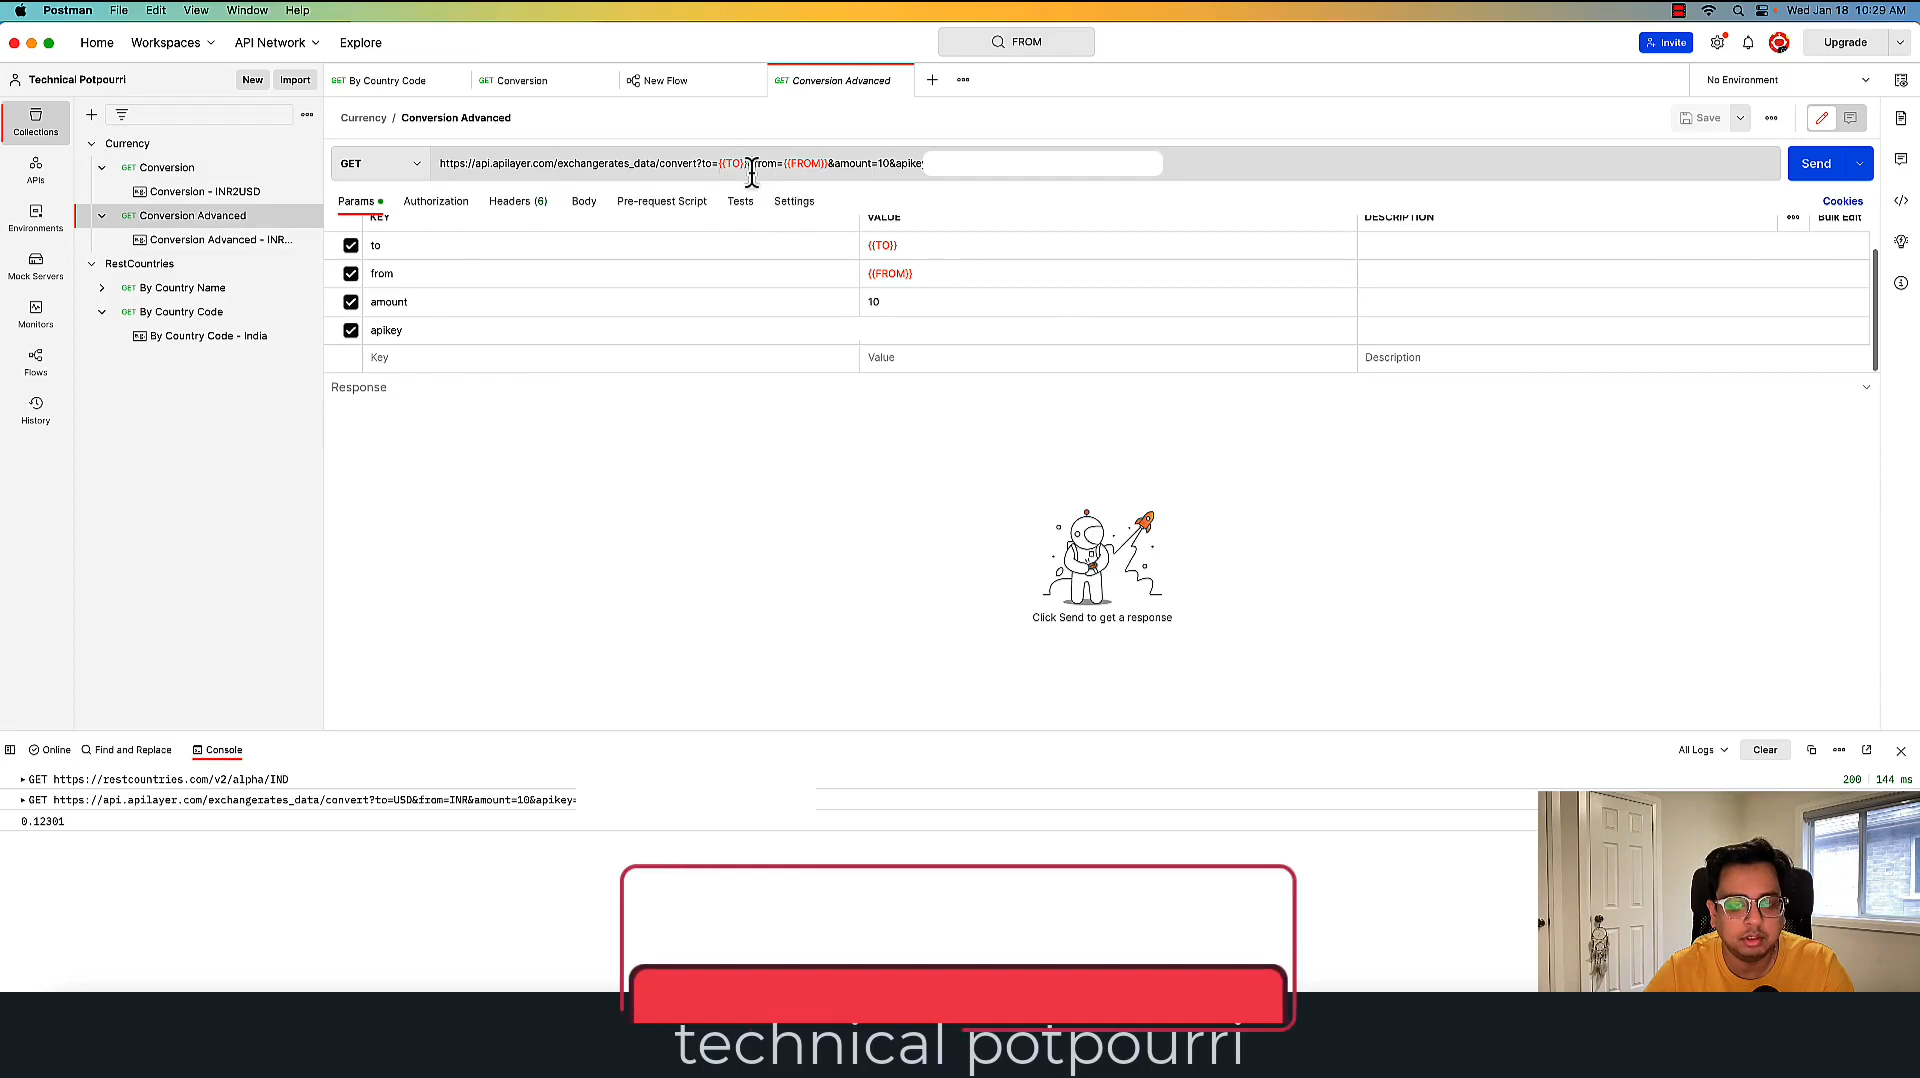 Postman File Edit View Window Help
Wed Jan 18 10:29 AM
Home Workspaces API Network Explore
FROM
Invite
Upgrade
Technical Potpourri
New Import
GET By Country Code
GET Conversion
New Flow
GET Conversion Advanced
No Environment
Collections
APIs
Environments
Mock Servers
Monitors
Flows
History
Currency
GET Conversion
e.g. Conversion - INR2USD
GET Conversion Advanced
e.g. Conversion Advanced - INR...
RestCountries
GET By Country Name
GET By Country Code
e.g. By Country Code - India
Currency / Conversion Advanced
Save
GET
https://api.apilayer.com/exchangerates_data/convert?to={{TO}}&from={{FROM}}&amount=10&apikey
Send
Params Authorization Headers (6) Body Pre-request Script Tests Settings
Cookies
KEY VALUE DESCRIPTION Bulk Edit
to {{TO}}
from {{FROM}}
amount 10
apikey
Key Value Description
Response
Click Send to get a response
Online Find and Replace Console
All Logs Clear
GET https://restcountries.com/v2/alpha/IND
200 144 ms
GET https://api.apilayer.com/exchangerates_data/convert?to=USD&from=INR&amount=10&apikey=
0.12301
technical potpourri